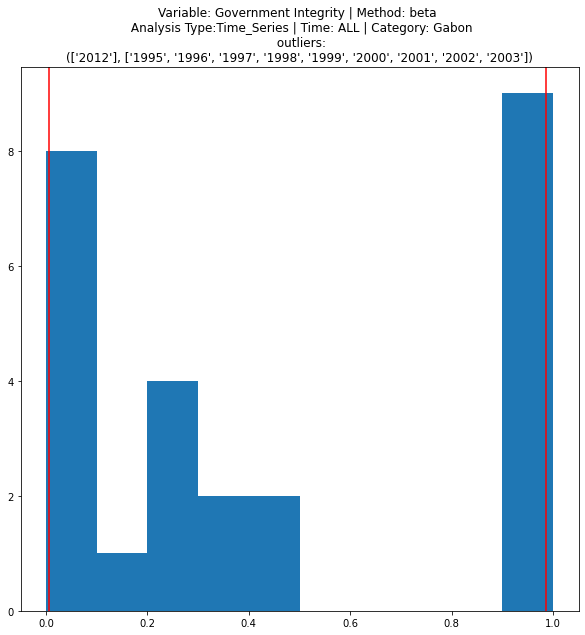 Variable: Government Integrity | Method: beta
Analysis Type:Time_Series | Time: ALL | Category: Gabon
outliers:
(['2012'], ['1995', '1996', '1997', '1998', '1999', '2000', '2001', '2002', '2003'])
8
6
4
2
0
0.0 0.2 0.4 0.6 0.8 1.0